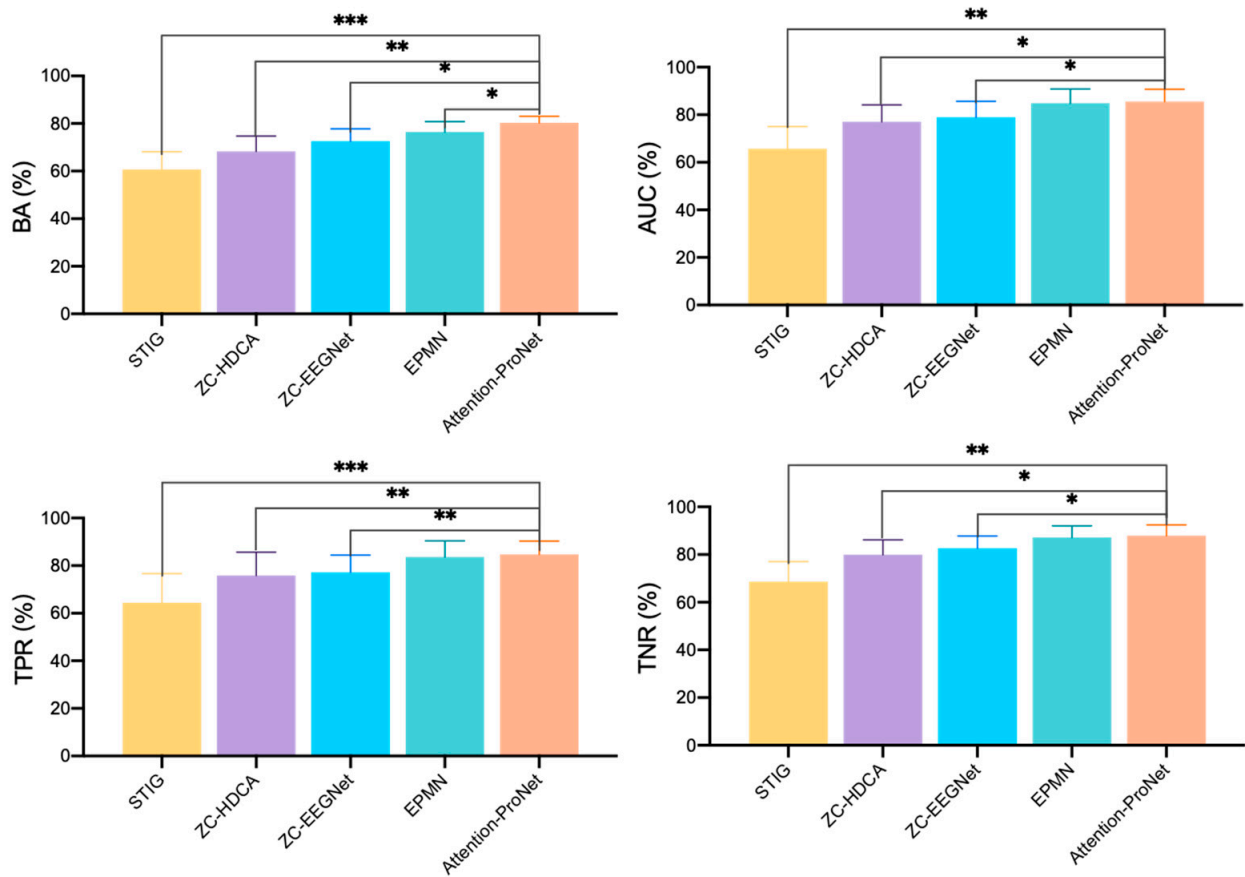 ***
**
*
*
BA (%)
100
80
60
40
20
0
STIG
ZC-HDCA
ZC-EEGNet
EPMN
Attention-ProNet
**
*
*
AUC (%)
100
80
60
40
20
0
STIG
ZC-HDCA
ZC-EEGNet
EPMN
Attention-ProNet
***
**
**
TPR (%)
100
80
60
40
20
0
STIG
ZC-HDCA
ZC-EEGNet
EPMN
Attention-ProNet
**
*
*
TNR (%)
100
80
60
40
20
0
STIG
ZC-HDCA
ZC-EEGNet
EPMN
Attention-ProNet